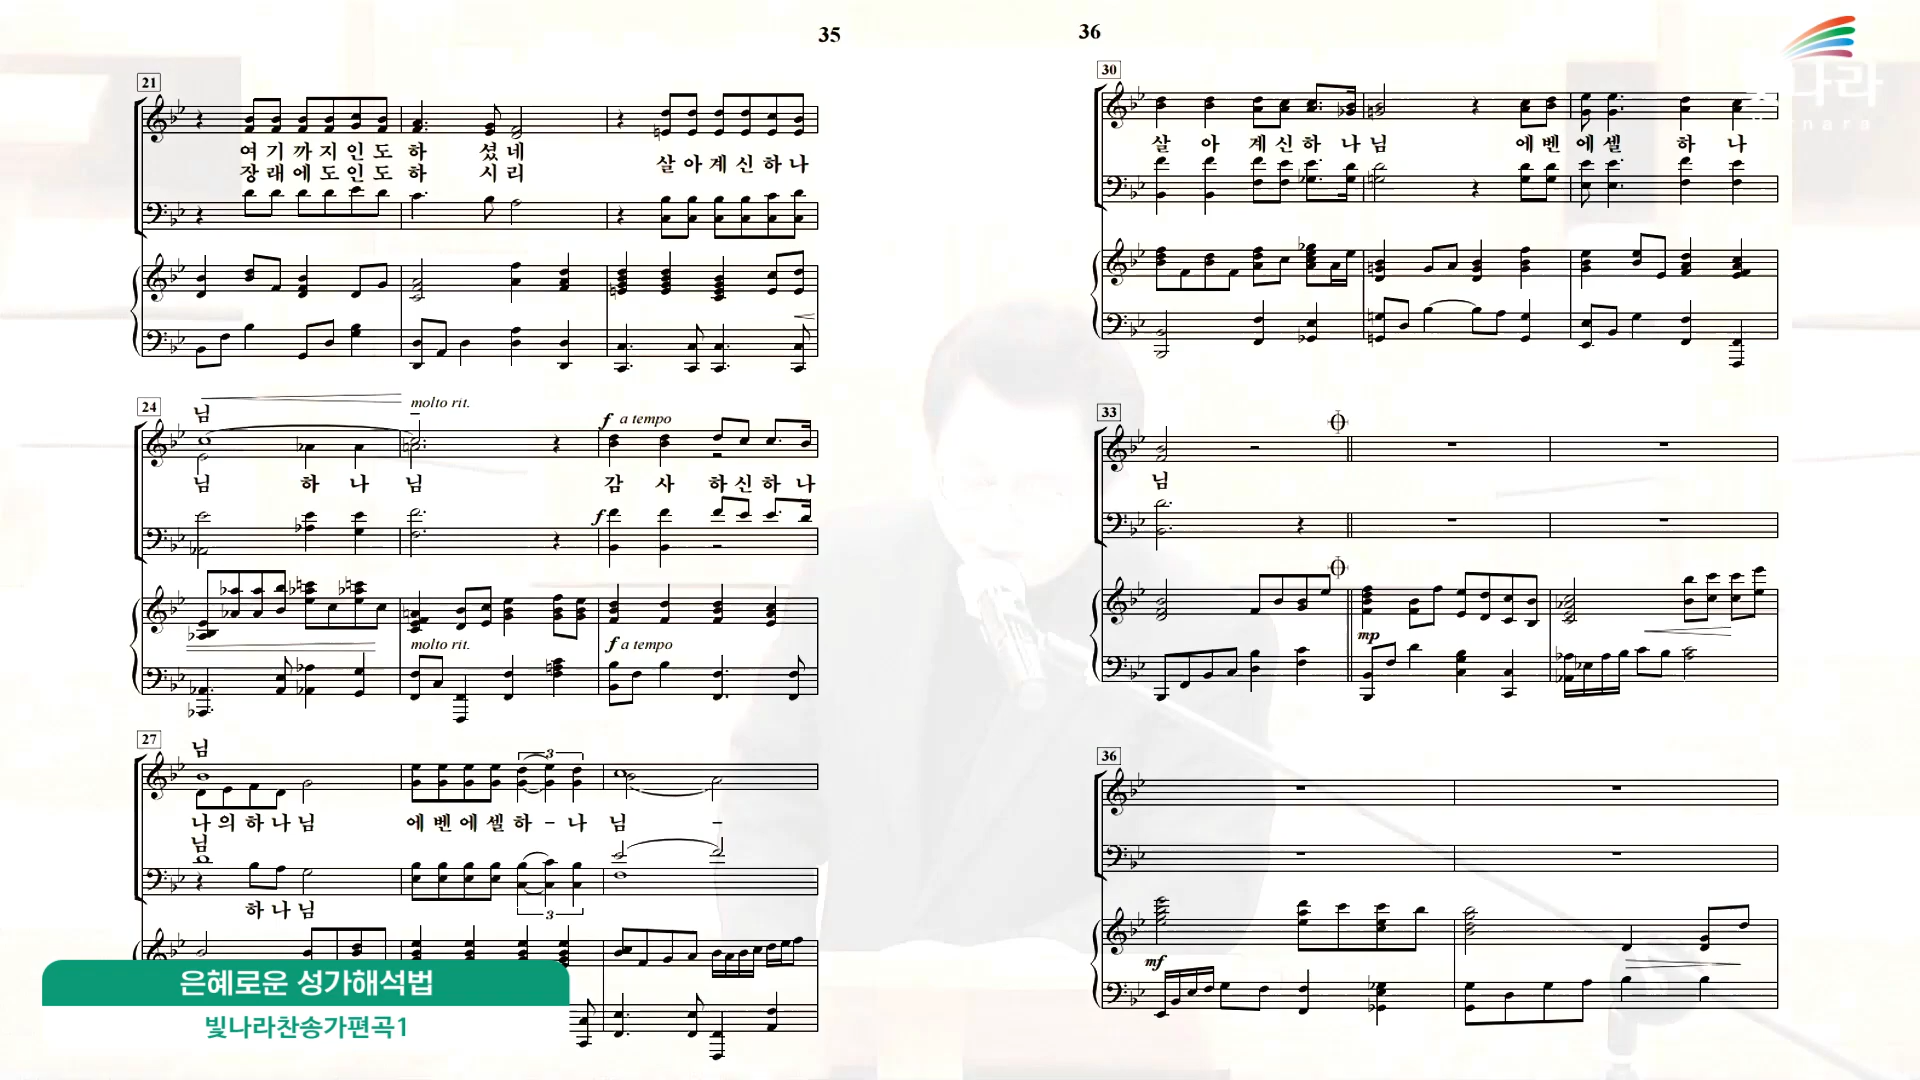 35
21
여 기 까 지 인 도 하 셨 네
장 래 에 도 인 도 하 시 리
살 아 계 신 하 나
24
님
molto rit.
f a tempo
님 하 나 님 감 사 하 신 하 나
f
molto rit.
f a tempo
27
님
3
나 의 하 나 님 에 벤 에 셀 하 - 나 님 -
님
하 나 님
3
36
30
살 아 계 신 하 나 님 에 벤 에 셀 하 나
33
님
mp
36
mf
나라
은혜로운 성가해석법
빛나라찬송가편곡1